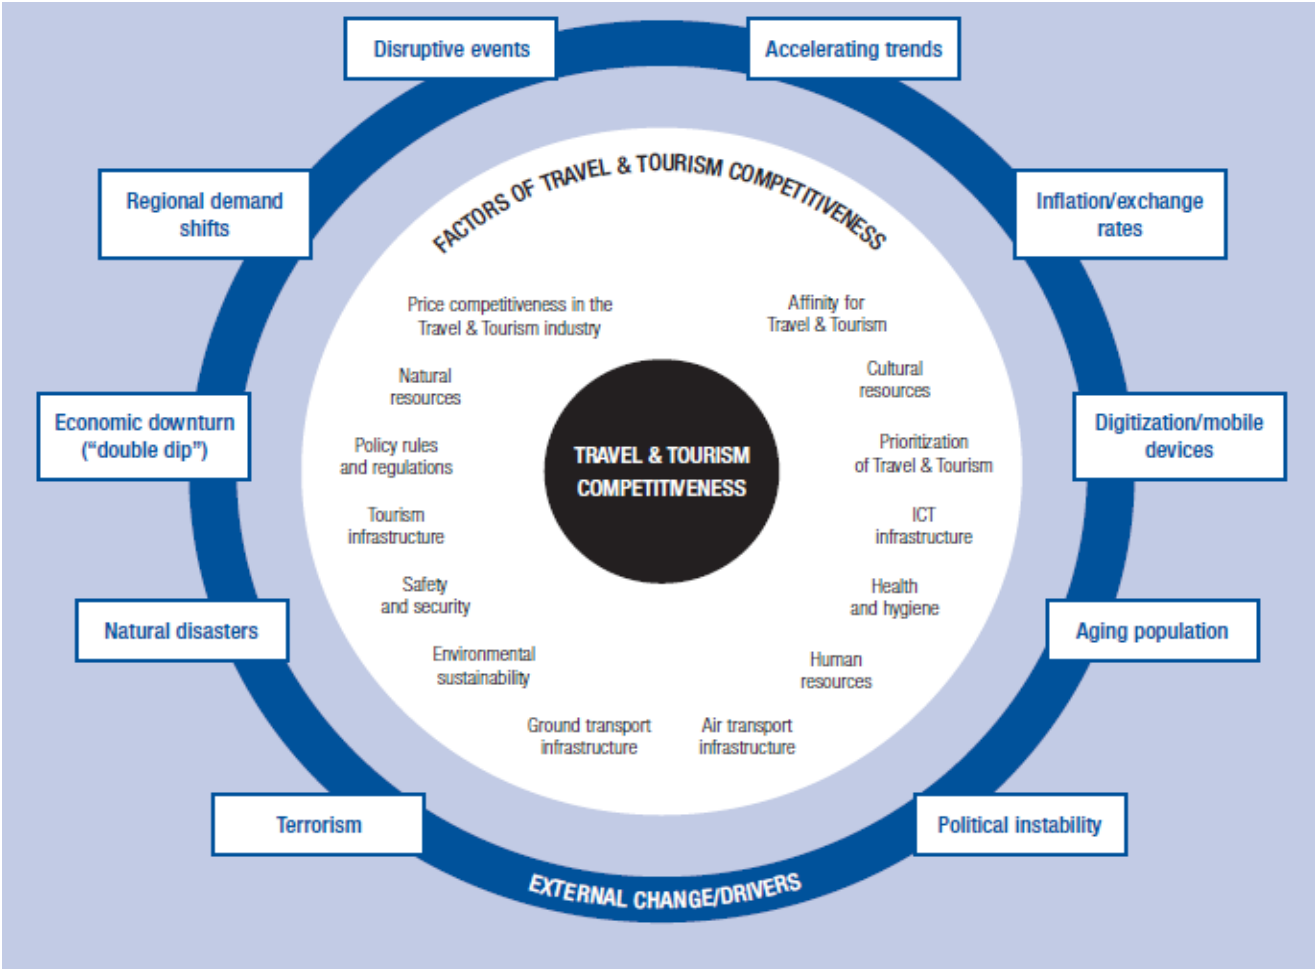 Disruptive events
Accelerating trends
Regional demand
shifts
Inflation/exchange
rates
FACTORS OF TRAVEL & TOURISM COMPETITIVENESS
Price competitiveness in the
Travel & Tourism industry
Affinity for
Travel & Tourism
Natural
resources
Cultural
resources
Economic downturn
(“double dip”)
Policy rules
and regulations
TRAVEL & TOURISM
COMPETITIVENESS
Prioritization
of Travel & Tourism
Digitization/mobile
devices
Tourism
infrastructure
ICT
infrastructure
Safety
and security
Health
and hygiene
Natural disasters
Aging population
Environmental
sustainability
Human
resources
Ground transport
infrastructure
Air transport
infrastructure
Terrorism
Political instability
EXTERNAL CHANGE/DRIVERS